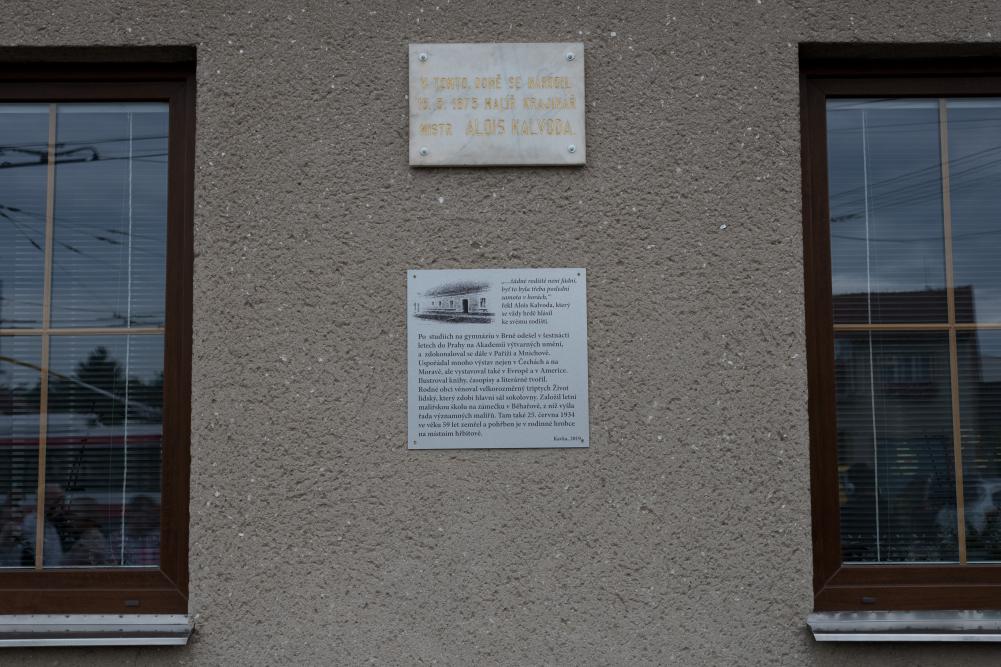 V TOMTO DOMĚ SE NARODIL
15. 5. 1875 MALÍŘ KRAJINÁŘ
MISTR ALOIS KALVODA.
„…žádné rodiště není fádní,
byť to byla třeba poslední
samota v horách,“
řekl Alois Kalvoda, který
se vždy hrdě hlásil
ke svému rodišti.
Po studiích na gymnáziu v Brně odešel v šestnácti
letech do Prahy na Akademii výtvarných umění,
a zdokonaloval se dále v Paříži a Mnichově.
Uspořádal mnoho výstav nejen v Čechách a na
Moravě, ale vystavoval také v Evropě a v Americe.
Ilustroval knihy, časopisy a literárně tvořil.
Rodné obci věnoval velkorozměrný triptych Život
lidský, který zdobí hlavní sál sokolovny. Založil letní
malířskou školu na zámečku v Běhařově, z níž vyšla
řada významných malířů. Tam také 25. června 1934
ve věku 59 let zemřel a pohřben je v rodinné hrobce
na místním hřbitově.
Kavka, 2019